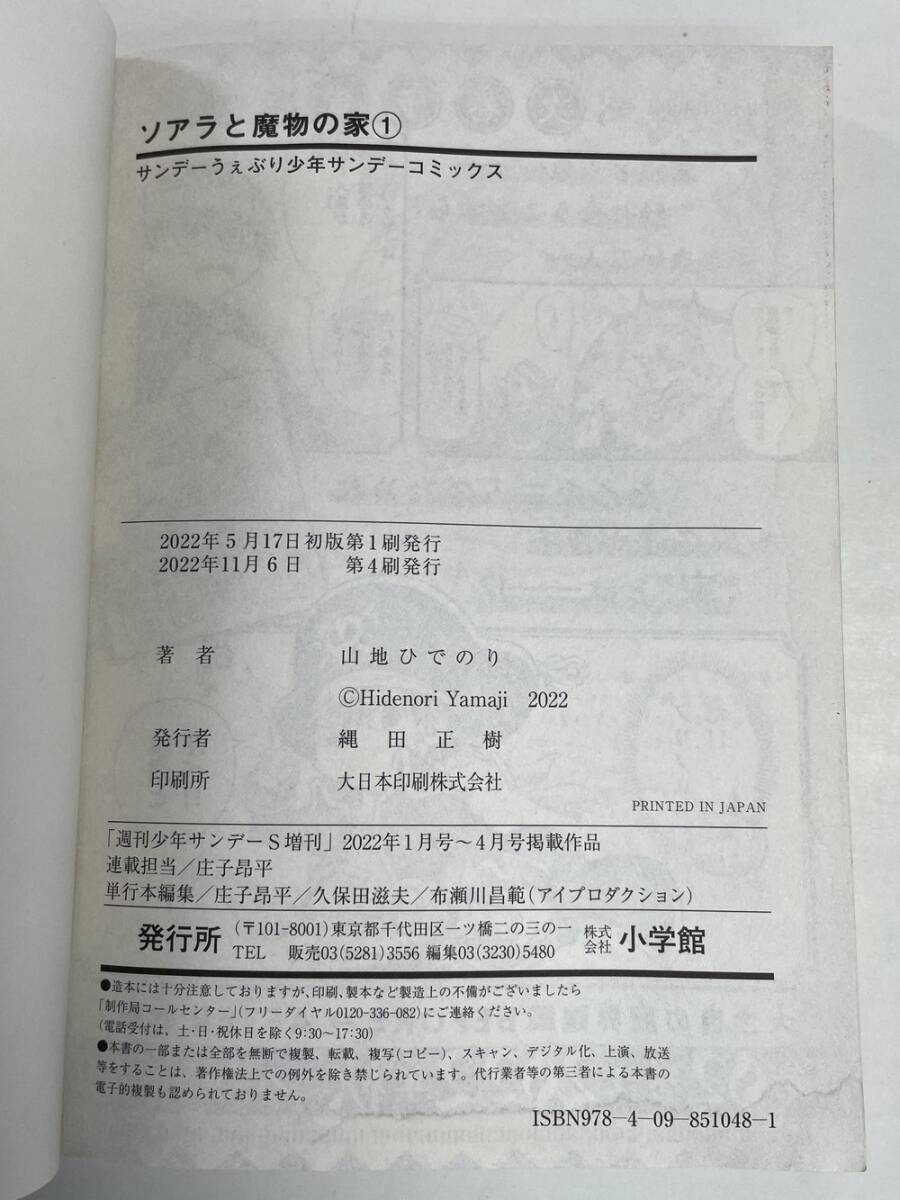 ソアラと魔物の家①
サンデーうぇぶり少年サンデーコミックス
2022年5月17日初版第1刷発行
2022年11月6日 第4刷発行
著者 山地ひでのり
©Hidenori Yamaji 2022
発行者 縄田正樹
印刷所 大日本印刷株式会社
PRINTED IN JAPAN
「週刊少年サンデーS増刊」2022年1月号〜4月号掲載作品
連載担当／庄子昂平
単行本編集／庄子昂平／久保田滋夫／布瀬川昌範(アイプロダクション)
発行所 (〒101-8001)東京都千代田区一ツ橋二の三の一 株式会社 小学館
TEL 販売03(5281)3556 編集03(3230)5480
●造本には十分注意しておりますが、印刷、製本など製造上の不備がございましたら
「制作局コールセンター」(フリーダイヤル0120-336-082)にご連絡ください。
(電話受付は、土・日・祝休日を除く9:30〜17:30)
●本書の一部または全部を無断で複製、転載、複写(コピー)、スキャン、デジタル化、上演、放送
等をすることは、著作権法上での例外を除き禁じられています。代行業者等の第三者による本書の
電子的複製も認められておりません。
ISBN978-4-09-851048-1